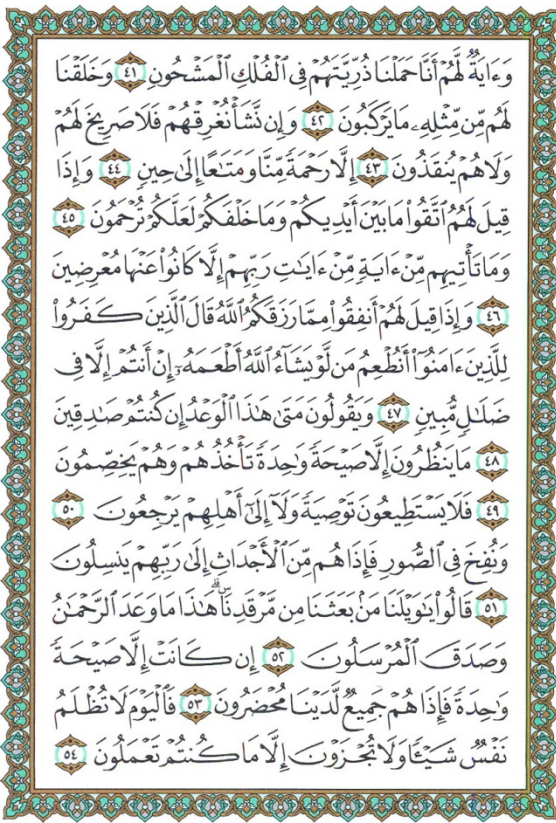 وَءَايَةٌ لَّهُمْ أَنَّا حَمَلْنَا ذُرِّيَّتَهُمْ فِى ٱلْفُلْكِ ٱلْمَشْحُونِ ٤١ وَخَلَقْنَا
لَهُم مِّن مِّثْلِهِۦ مَا يَرْكَبُونَ ٤٢ وَإِن نَّشَأْ نُغْرِقْهُمْ فَلَا صَرِيخَ لَهُمْ
وَلَا هُمْ يُنقَذُونَ ٤٣ إِلَّا رَحْمَةً مِّنَّا وَمَتَٰعًا إِلَىٰ حِينٍ ٤٤ وَإِذَا
قِيلَ لَهُمُ ٱتَّقُوا۟ مَا بَيْنَ أَيْدِيكُمْ وَمَا خَلْفَكُمْ لَعَلَّكُمْ تُرْحَمُونَ ٤٥
وَمَا تَأْتِيهِم مِّنْ ءَايَةٍ مِّنْ ءَايَٰتِ رَبِّهِمْ إِلَّا كَانُوا۟ عَنْهَا مُعْرِضِينَ
٤٦ وَإِذَا قِيلَ لَهُمْ أَنفِقُوا۟ مِمَّا رَزَقَكُمُ ٱللَّهُ قَالَ ٱلَّذِينَ كَفَرُوا۟
لِلَّذِينَ ءَامَنُوٓا۟ أَنُطْعِمُ مَن لَّوْ يَشَآءُ ٱللَّهُ أَطْعَمَهُۥٓ إِنْ أَنتُمْ إِلَّا فِى
ضَلَٰلٍ مُّبِينٍ ٤٧ وَيَقُولُونَ مَتَىٰ هَٰذَا ٱلْوَعْدُ إِن كُنتُمْ صَٰدِقِينَ
٤٨ مَا يَنظُرُونَ إِلَّا صَيْحَةً وَٰحِدَةً تَأْخُذُهُمْ وَهُمْ يَخِصِّمُونَ
٤٩ فَلَا يَسْتَطِيعُونَ تَوْصِيَةً وَلَآ إِلَىٰٓ أَهْلِهِمْ يَرْجِعُونَ ٥٠
وَنُفِخَ فِى ٱلصُّورِ فَإِذَا هُم مِّنَ ٱلْأَجْدَاثِ إِلَىٰ رَبِّهِمْ يَنسِلُونَ
٥١ قَالُوا۟ يَٰوَيْلَنَا مَنۢ بَعَثَنَا مِن مَّرْقَدِنَا ۜ ۗ هَٰذَا مَا وَعَدَ ٱلرَّحْمَٰنُ
وَصَدَقَ ٱلْمُرْسَلُونَ ٥٢ إِن كَانَتْ إِلَّا صَيْحَةً
وَٰحِدَةً فَإِذَا هُمْ جَمِيعٌ لَّدَيْنَا مُحْضَرُونَ ٥٣ فَٱلْيَوْمَ لَا تُظْلَمُ
نَفْسٌ شَيْـًٔا وَلَا تُجْزَوْنَ إِلَّا مَا كُنتُمْ تَعْمَلُونَ ٥٤